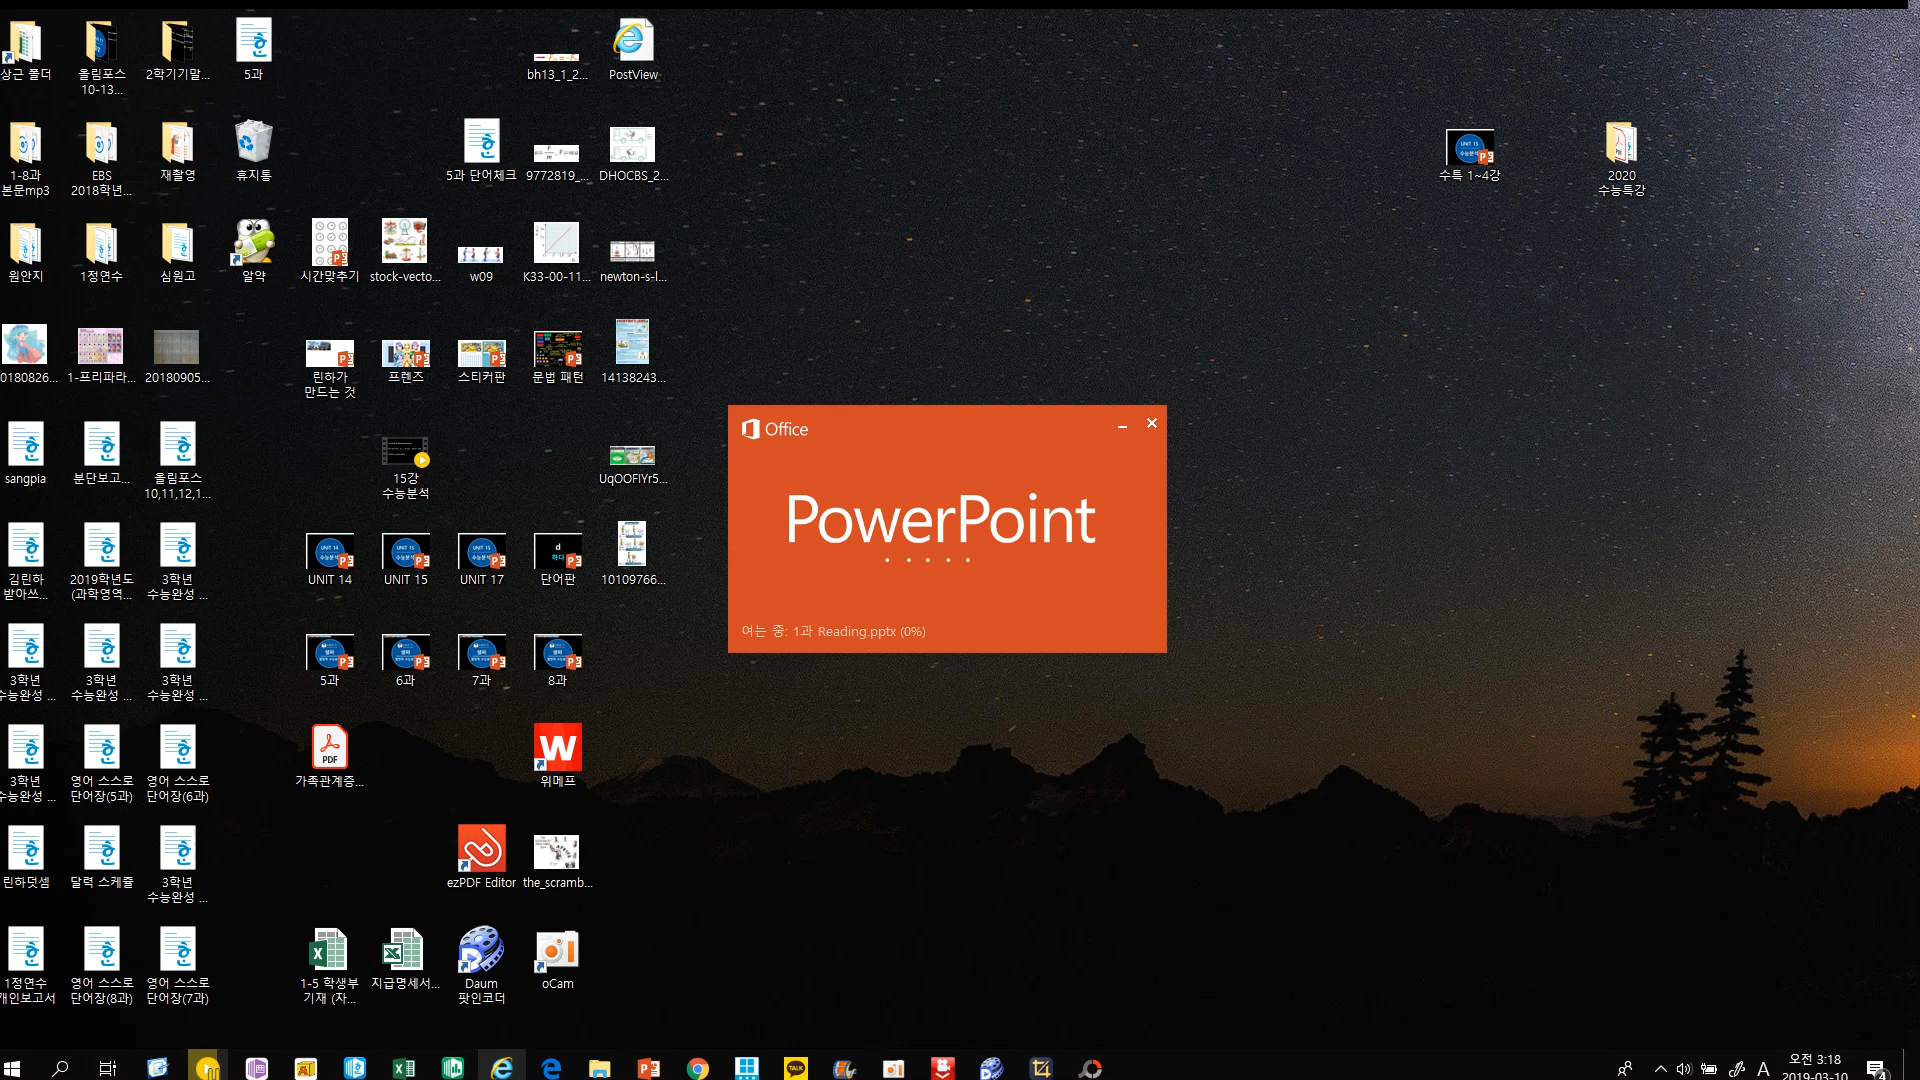 상근 폴더
올림포스
10-13...
2학기기말...
5과
bh13_1_2...
PostView
1-8과
본문mp3
EBS
2018학년...
재촬영
휴지통
5과 단어체크
9772819_...
DHOCBS_2...
수특 1~4강
2020
수능특강
원안지
1정연수
심원고
알약
시간맞추기
stock-vecto...
w09
K33-00-11...
newton-s-l...
0180826...
1-프리파라...
20180905...
린하가
만드는 것
프렌즈
스티커판
문법 패턴
14138243...
Office
PowerPoint
여는 중: 1과 Reading.pptx (0%)
sangpia
분단보고...
올림포스
10,11,12,1...
15강
수능분석
UqOOFIYr5...
김린하
받아쓰...
2019학년도
(과학영역...
3학년
수능완성 ...
UNIT 14
UNIT 15
UNIT 17
단어판
10109766...
3학년
수능완성 ...
3학년
수능완성 ...
3학년
수능완성 ...
5과
6과
7과
8과
3학년
수능완성 ...
영어 스스로
단어장(5과)
영어 스스로
단어장(6과)
가족관계증...
위메프
린하덧셈
달력 스케쥴
3학년
수능완성 ...
ezPDF Editor
the_scramb...
1정연수
개인보고서
영어 스스로
단어장(8과)
영어 스스로
단어장(7과)
1-5 학생부
기재 (자...
지급명세서...
Daum
팟인코더
oCam
A
오전 3:18
2019-03-10
4